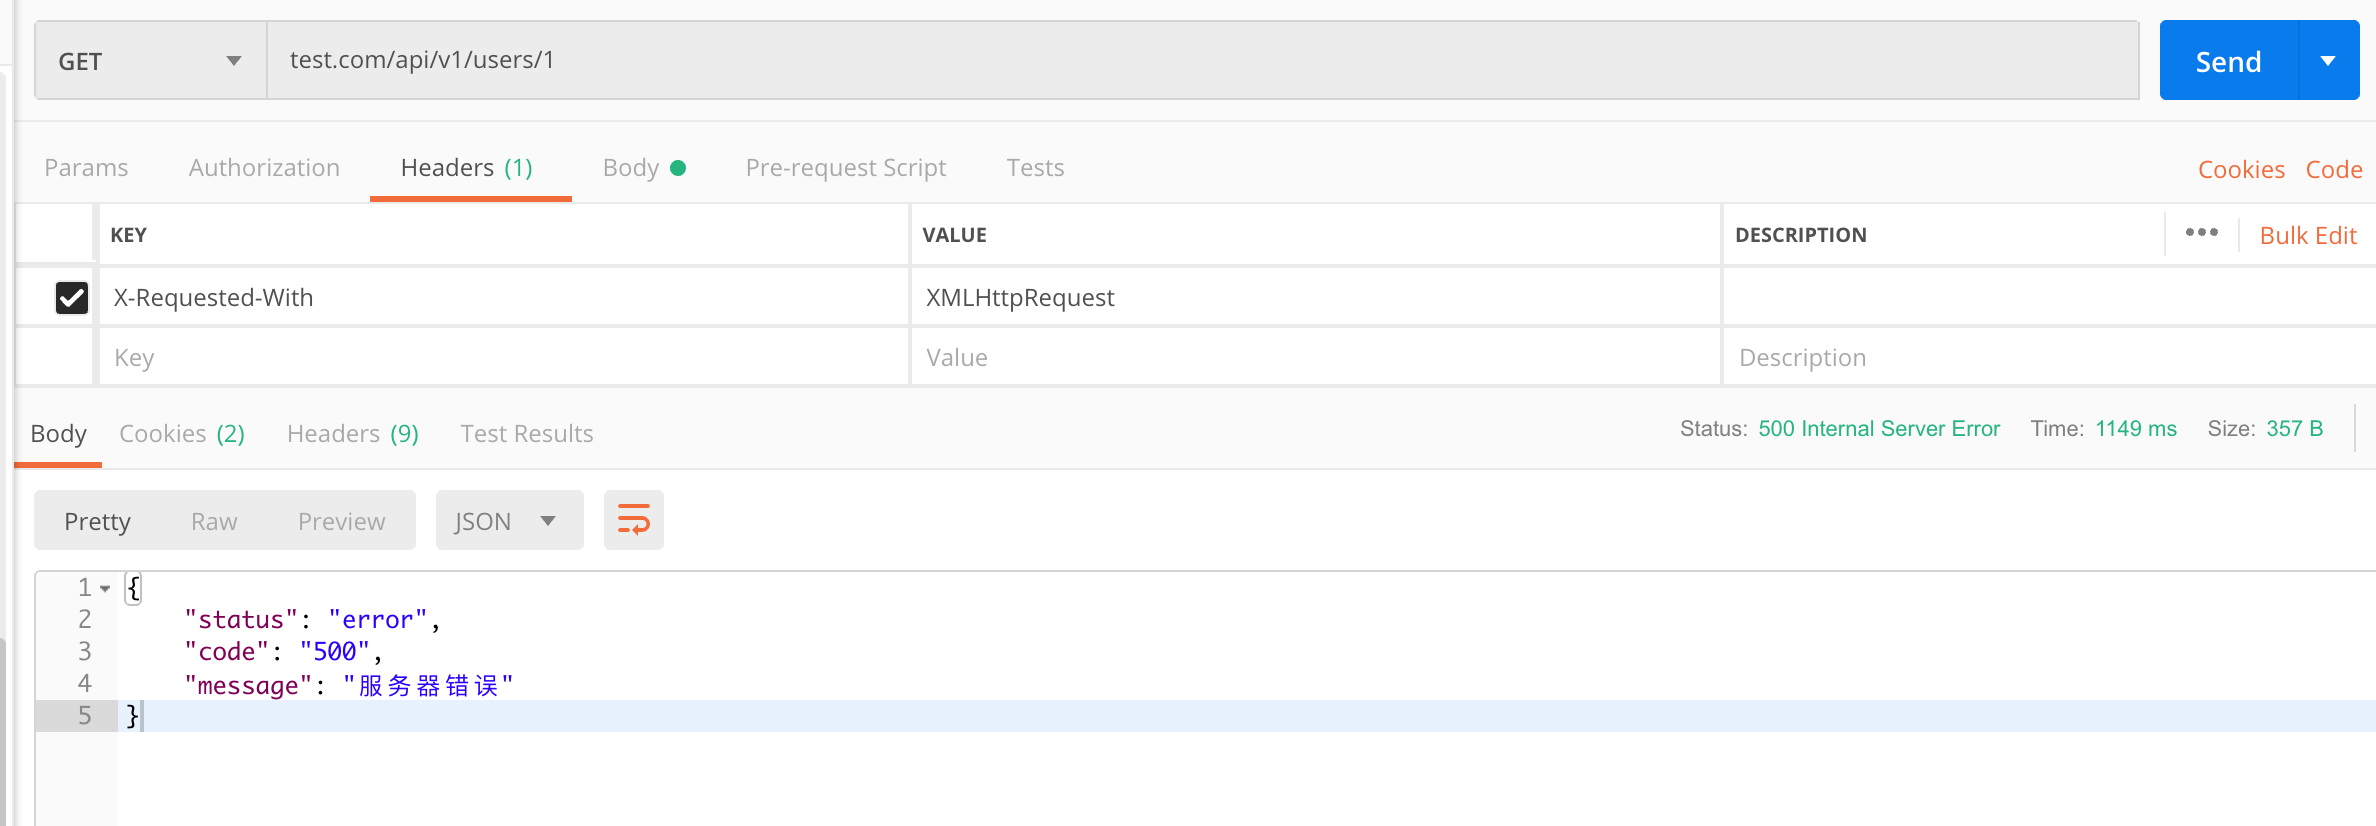 GET test.com/api/v1/users/1 Send
Params Authorization Headers (1) Body Pre-request Script Tests Cookies Code
KEY VALUE DESCRIPTION ••• Bulk Edit
X-Requested-With XMLHttpRequest
Key Value Description
Body Cookies (2) Headers (9) Test Results Status: 500 Internal Server Error Time: 1149 ms Size: 357 B
Pretty Raw Preview JSON
1 {
2 "status": "error",
3 "code": "500",
4 "message": "服务器错误"
5 }